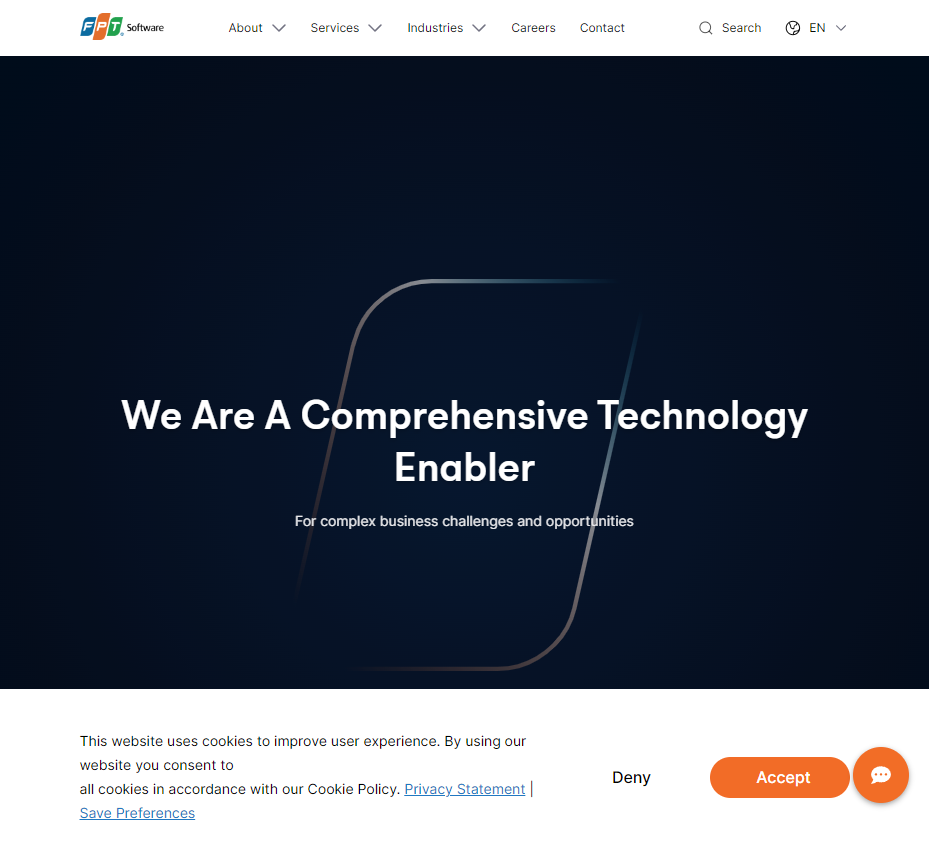 FPT Software
About
Services
Industries
Careers
Contact
Search
EN
We Are A Comprehensive Technology
Enabler
For complex business challenges and opportunities
This website uses cookies to improve user experience. By using our
website you consent to
all cookies in accordance with our Cookie Policy. Privacy Statement |
Save Preferences
Deny
Accept